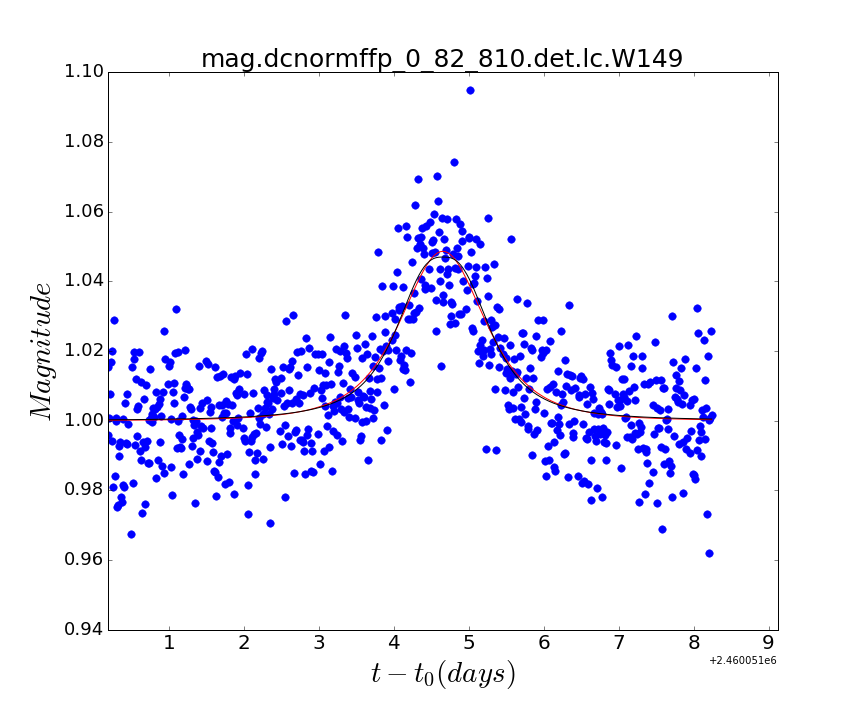 mag.dcnormffp_0_82_810.det.lc.W149
1.10
1.08
1.06
1.04
1.02
1.00
0.98
0.96
0.94
Magnitude
1 2 3 4 5 6 7 8 9
+2.460051e6
t − t₀(days)